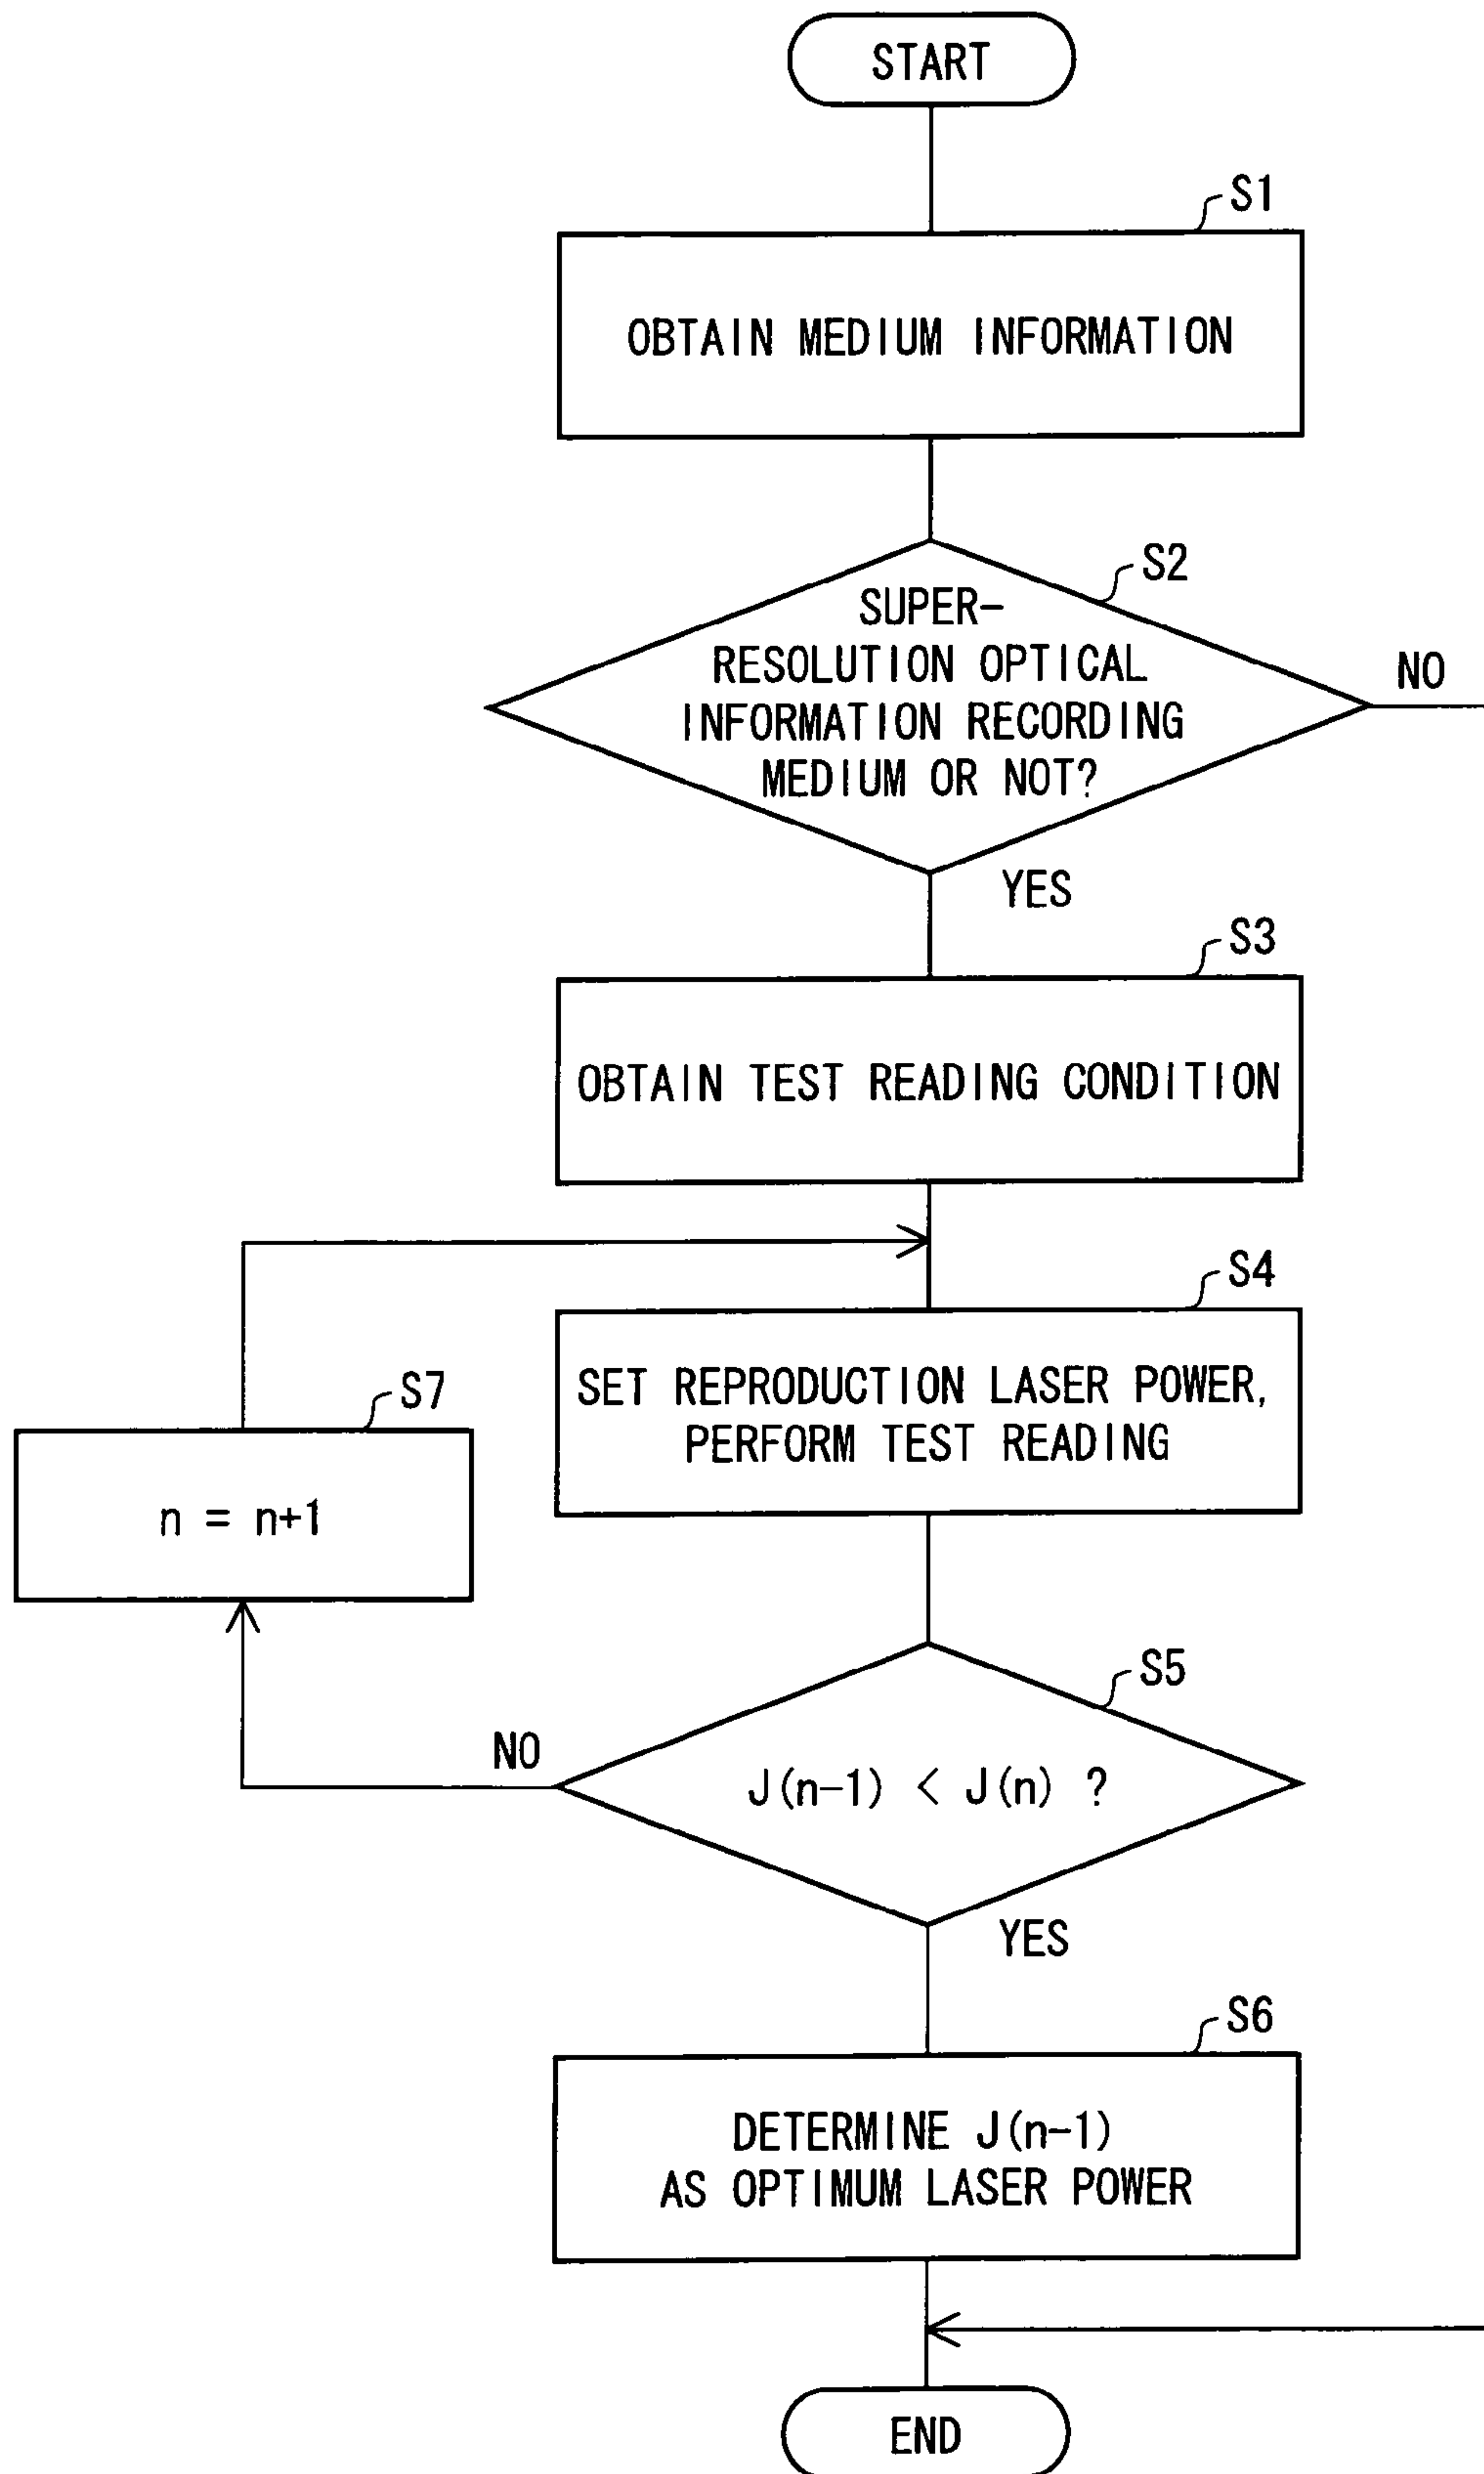 START
S1
OBTAIN MEDIUM INFORMATION
S2
SUPER-
RESOLUTION OPTICAL
INFORMATION RECORDING
MEDIUM OR NOT?
NO
YES
S3
OBTAIN TEST READING CONDITION
S4
SET REPRODUCTION LASER POWER,
PERFORM TEST READING
S7
n = n+1
S5
J(n-1) < J(n) ?
NO
YES
S6
DETERMINE J(n-1)
AS OPTIMUM LASER POWER
END